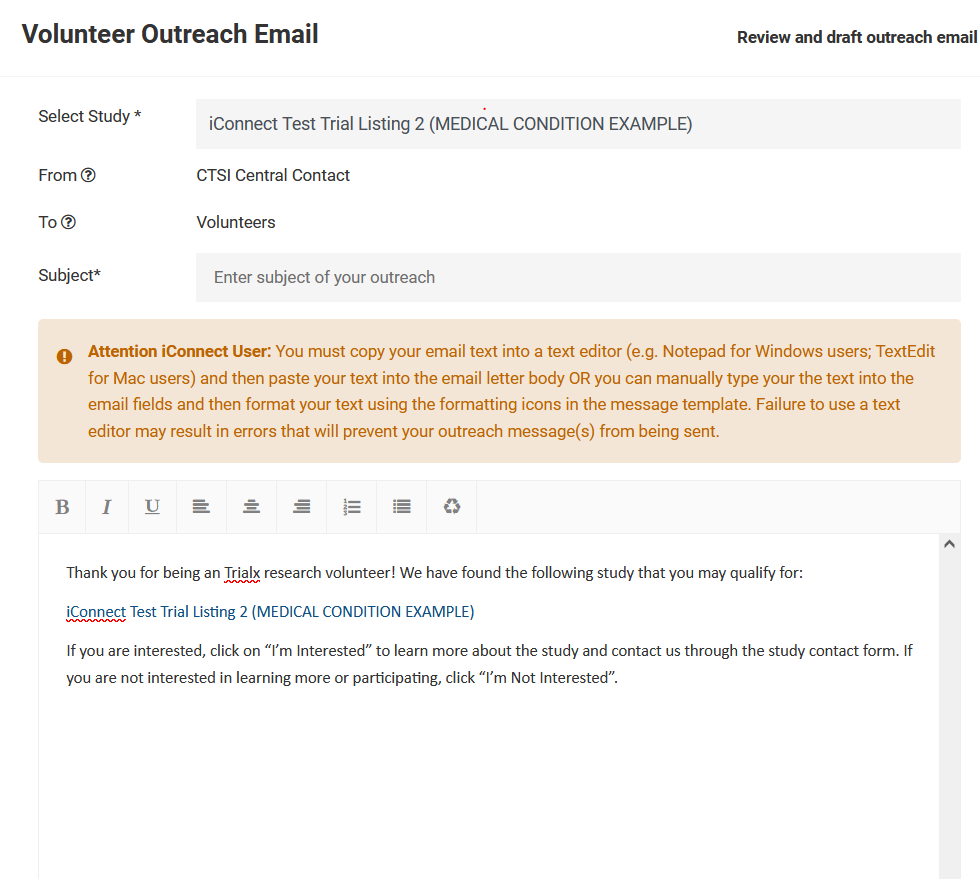 Volunteer Outreach Email
Review and draft outreach email
Select Study *
iConnect Test Trial Listing 2 (MEDICAL CONDITION EXAMPLE)
From
CTSI Central Contact
To
Volunteers
Subject*
Enter subject of your outreach
Attention iConnect User: You must copy your email text into a text editor (e.g. Notepad for Windows users; TextEdit
for Mac users) and then paste your text into the email letter body OR you can manually type your the text into the
email fields and then format your text using the formatting icons in the message template. Failure to use a text
editor may result in errors that will prevent your outreach message(s) from being sent.
B I U
Thank you for being an Trialx research volunteer! We have found the following study that you may qualify for:
iConnect Test Trial Listing 2 (MEDICAL CONDITION EXAMPLE)
If you are interested, click on “I’m Interested” to learn more about the study and contact us through the study contact form. If
you are not interested in learning more or participating, click “I’m Not Interested”.